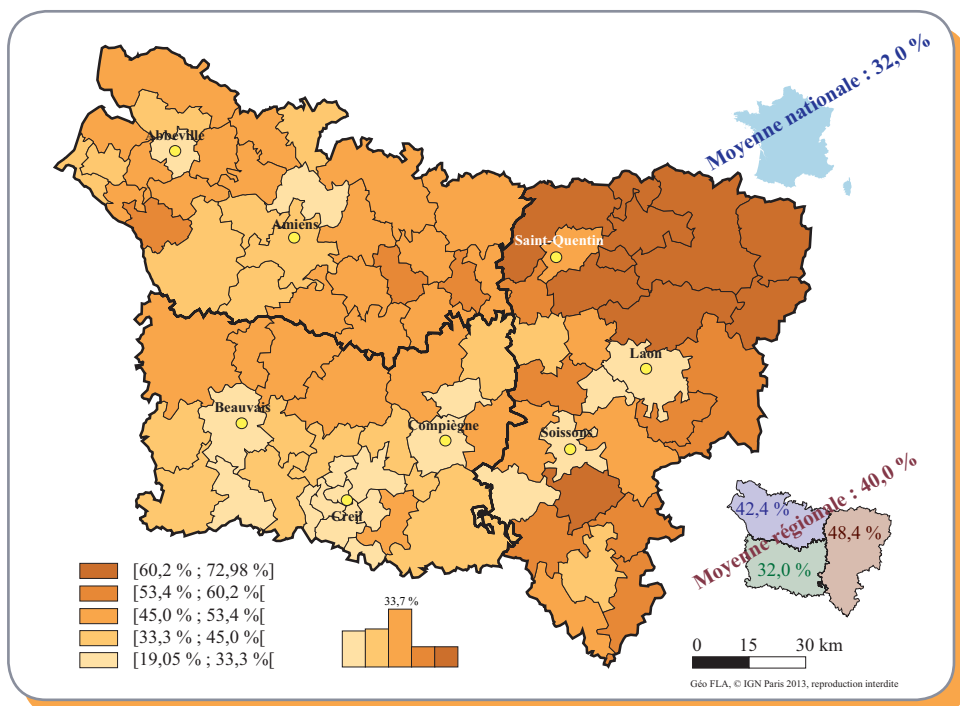 Moyenne nationale : 32,0 %
Abbeville
Amiens
Saint-Quentin
Laon
Beauvais
Compiègne
Soissons
Creil
Moyenne régionale : 40,0 %
42,4 %
48,4 %
32,0 %
[60,2 % ; 72,98 %]
[53,4 % ; 60,2 %[
[45,0 % ; 53,4 %[
[33,3 % ; 45,0 %[
[19,05 % ; 33,3 %[
33,7 %
0 15 30 km
Géo FLA, © IGN Paris 2013, reproduction interdite